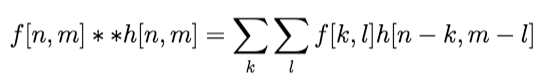 f[n, m] * *h[n, m] = ∑_k ∑_l f[k, l]h[n − k, m − l]